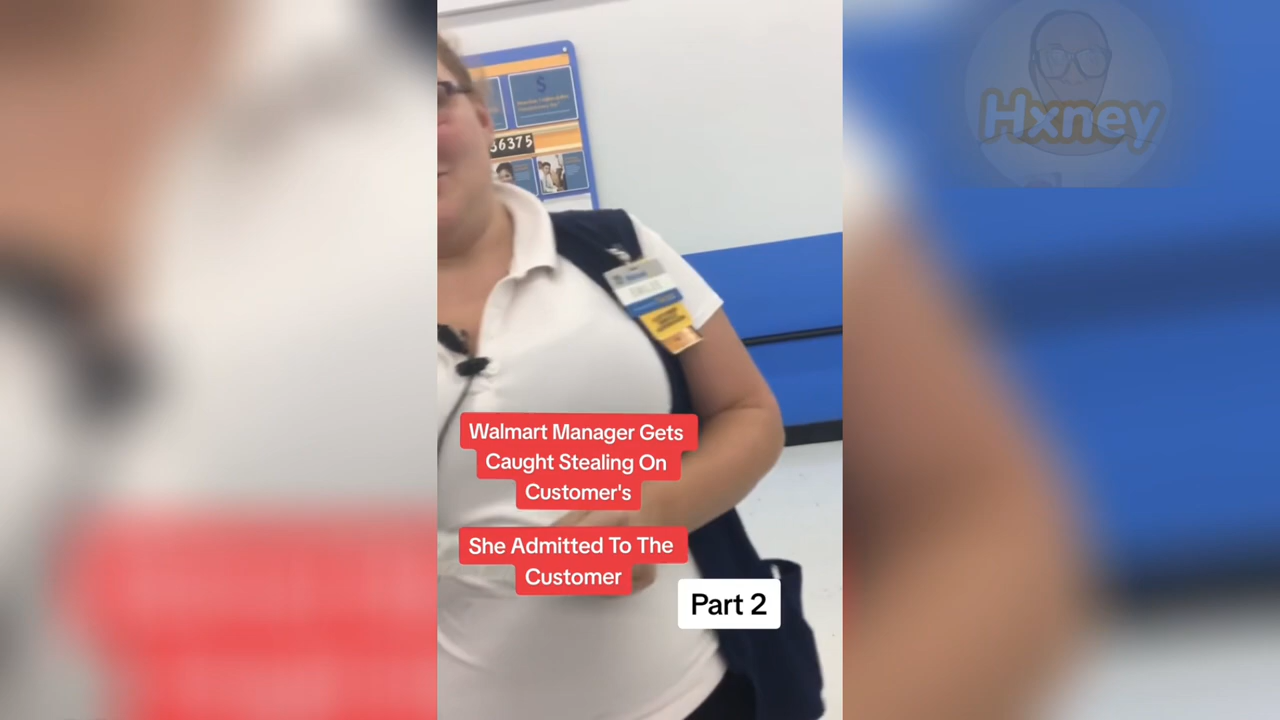 Hxney
36375
Walmart Manager Gets
Caught Stealing On
Customer's
She Admitted To The
Customer
Part 2